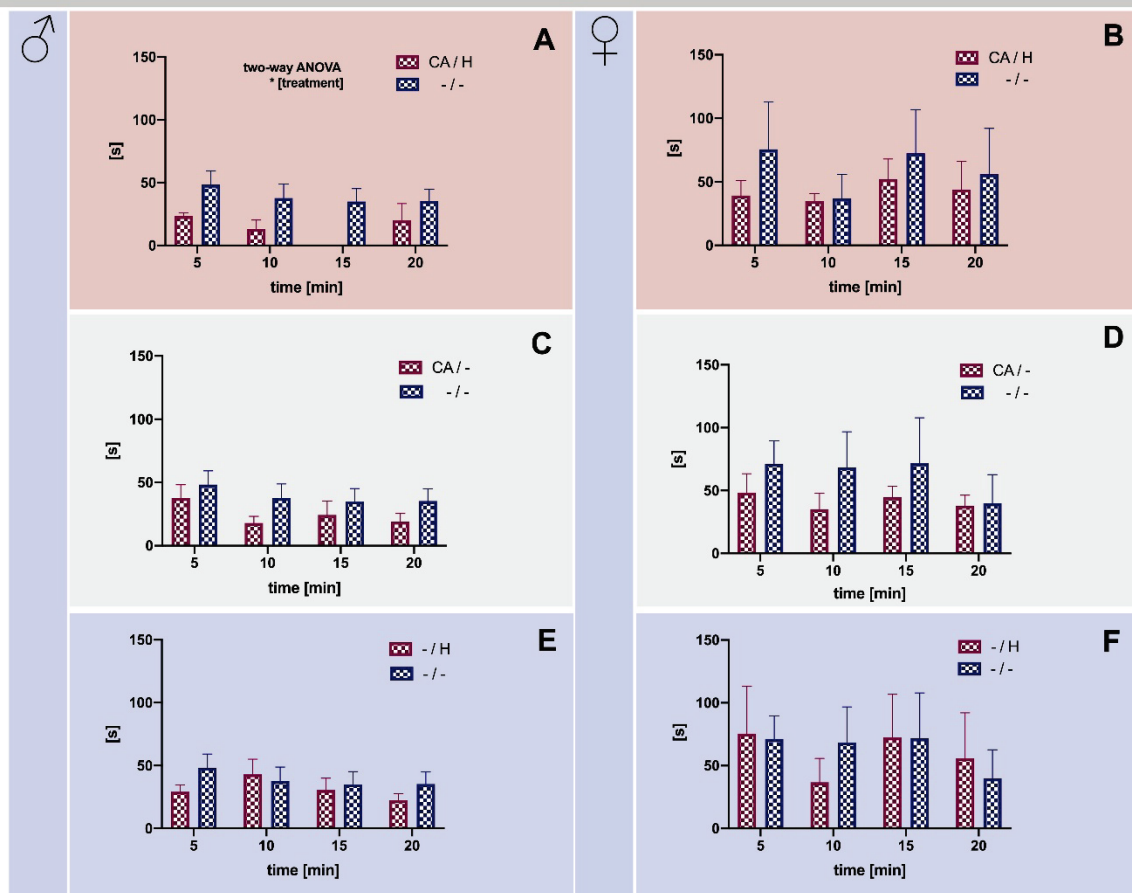 ♂
A
150
100
50
0
[s]
two-way ANOVA
* [treatment]
CA / H
- / -
5 10 15 20
time [min]
♀
B
150
100
50
0
[s]
CA / H
- / -
5 10 15 20
time [min]
C
150
100
50
0
[s]
CA / -
- / -
5 10 15 20
time [min]
D
150
100
50
0
[s]
CA / -
- / -
5 10 15 20
time [min]
E
150
100
50
0
[s]
- / H
- / -
5 10 15 20
time [min]
F
150
100
50
0
[s]
- / H
- / -
5 10 15 20
time [min]